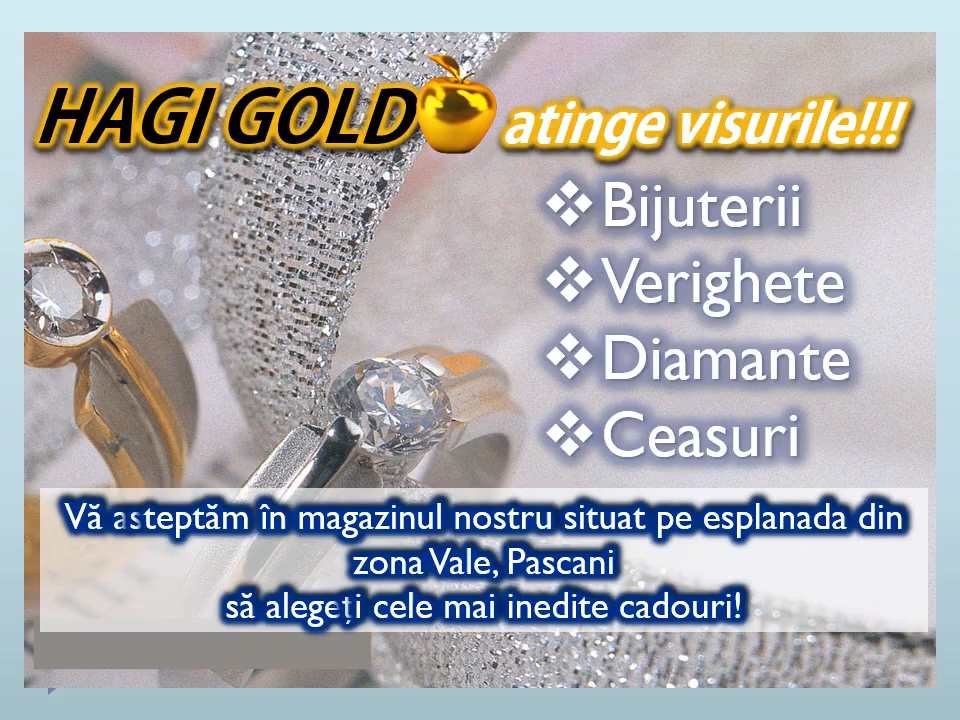 HAGI GOLD atinge visurile!!!
❖Bijuterii
❖Verighete
❖Diamante
❖Ceasuri
Vă asteptăm în magazinul nostru situat pe esplanada din
zona Vale, Pascani
să alegeți cele mai inedite cadouri!